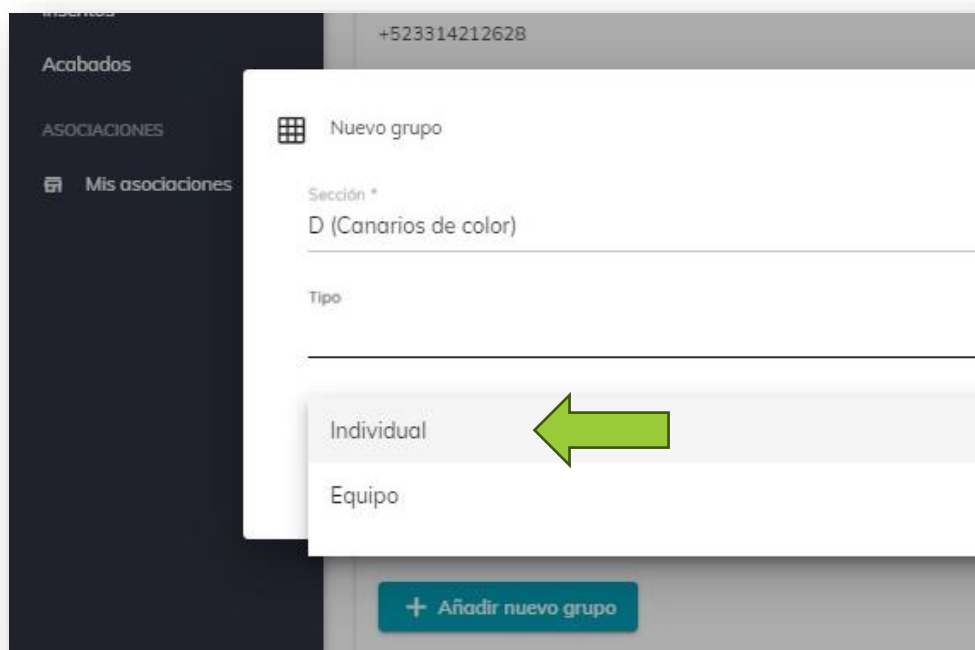 +523314212628
Acabados
ASOCIACIONES
Mis asociaciones
Nuevo grupo
Sección *
D (Canarios de color)
Tipo
Individual
Equipo
+ Añadir nuevo grupo